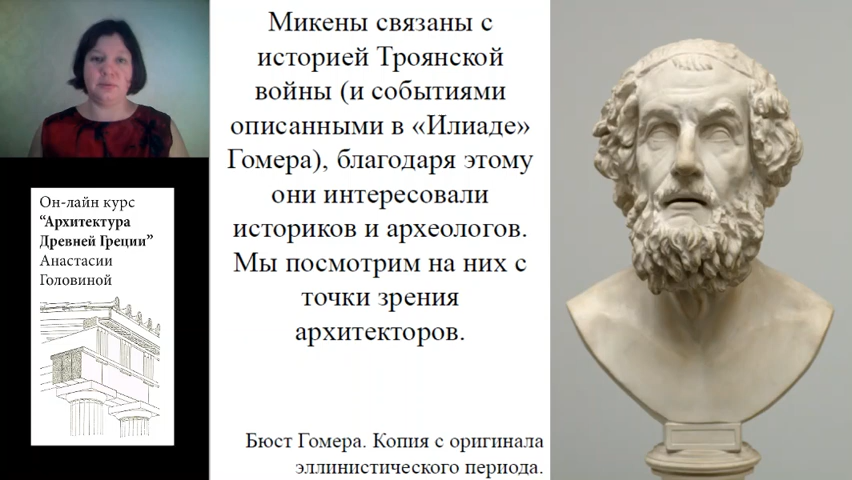 Он-лайн курс
“Архитектура
Древней Греции”
Анастасии
Головиной
Микены связаны с
историей Троянской
войны (и событиями
описанными в «Илиаде»
Гомера), благодаря этому
они интересовали
историков и археологов.
Мы посмотрим на них с
точки зрения
архитекторов.
Бюст Гомера. Копия с оригинала
эллинистического периода.